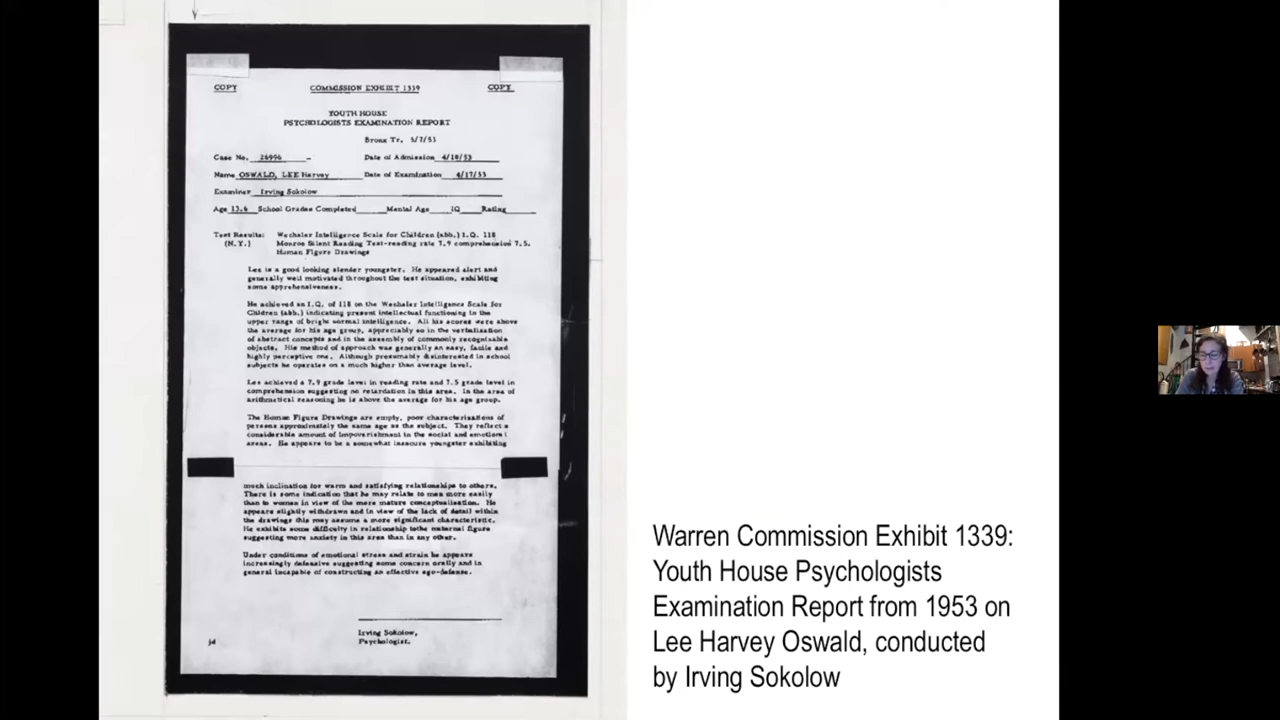 COPY COMMISSION EXHIBIT 1339 COPY
YOUTH HOUSE
PSYCHOLOGISTS EXAMINATION REPORT
Bronx Tr. 5/7/53
Case No. 26996 Date of Admission 4/10/53
Name OSWALD, LEE Harvey Date of Examination 4/17/53
Examiner Irving Sokolow
Age 13.6 School Grades Completed Mental Age IQ Rating
Test Results: Wechsler Intelligence Scale for Children (abb.) I.Q. 118
(N.Y.) Monroe Silent Reading Test-reading rate 7.9 comprehension 7.5.
Human Figure Drawings
Lee is a good looking slender youngster. He appeared alert and
generally well motivated throughout the test situation, exhibiting
some apprehensiveness.
He achieved an I.Q. of 118 on the Wechsler Intelligence Scale for
Children (abb.) indicating present intellectual functioning in the
upper range of bright normal intelligence. All his scores were above
the average for his age group, appreciably so in the verbalization
of abstract concepts and in the assembly of commonly recognizable
objects. His method of approach was generally an easy, facile and
highly perceptive one. Although presumably disinterested in school
subjects he operates on a much higher than average level.
Lee achieved a 7.9 grade level in reading rate and 7.5 grade level in
comprehension suggesting no retardation in this area. In the area of
arithmetical reasoning he is above the average for his age group.
The Human Figure Drawings are empty, poor characterizations of
persons approximately the same age as the subject. They reflect a
considerable amount of impoverishment in the social and emotional
areas. He appears to be a somewhat insecure youngster exhibiting
much inclination for warm and satisfying relationships to others.
There is some indication that he may relate to men more easily
than to women in view of the more mature conceptualisation. He
appears slightly withdrawn and in view of the lack of detail within
the drawings this may assume a more significant characteristic.
He exhibits some difficulty in relationship tothe maternal figure
suggesting more anxiety in this area than in any other.
Under conditions of emotional stress and strain he appears
increasingly defensive suggesting some concern orally and in
general incapable of constructing an effective ego-defense.
Irving Sokolow,
jd Psychologist.
Warren Commission Exhibit 1339:
Youth House Psychologists
Examination Report from 1953 on
Lee Harvey Oswald, conducted
by Irving Sokolow